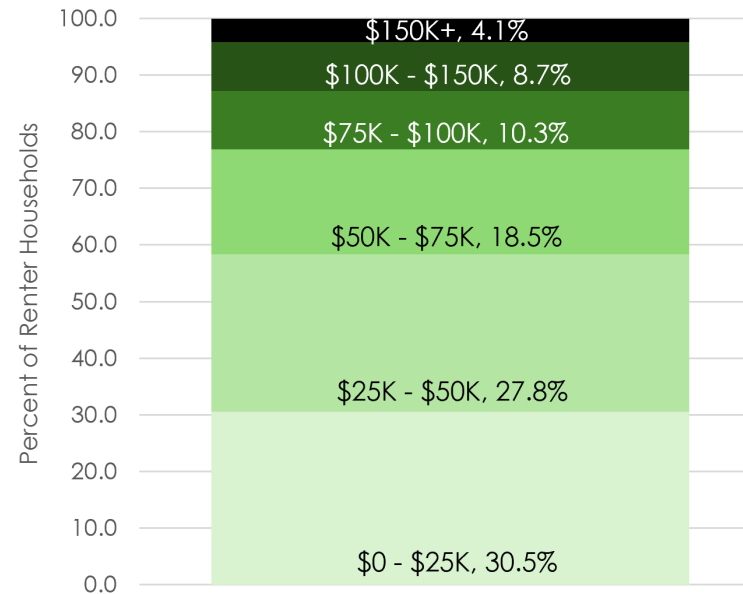 Percent of Renter Households
100.0
90.0
80.0
70.0
60.0
50.0
40.0
30.0
20.0
10.0
0.0
$150K+, 4.1%
$100K - $150K, 8.7%
$75K - $100K, 10.3%
$50K - $75K, 18.5%
$25K - $50K, 27.8%
$0 - $25K, 30.5%